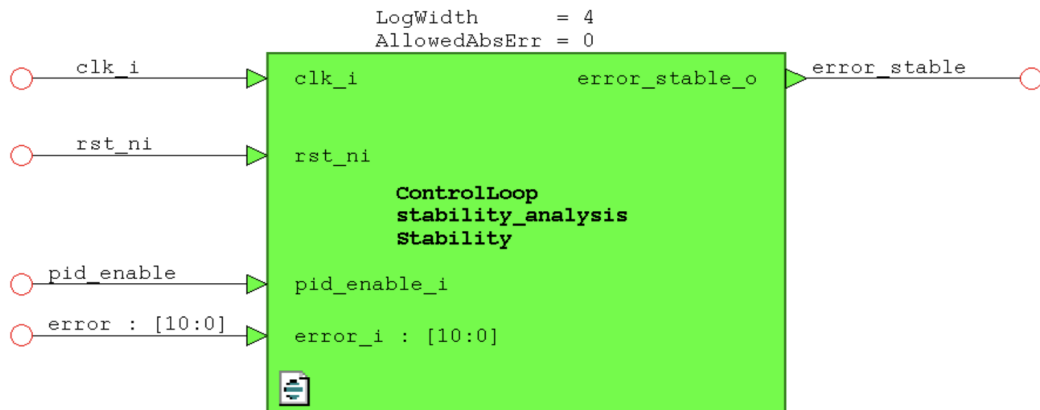 LogWidth = 4
AllowedAbsErr = 0
clk_i
clk_i
error_stable_o
error_stable
rst_ni
rst_ni
ControlLoop
stability_analysis
Stability
pid_enable
pid_enable_i
error : [10:0]
error_i : [10:0]